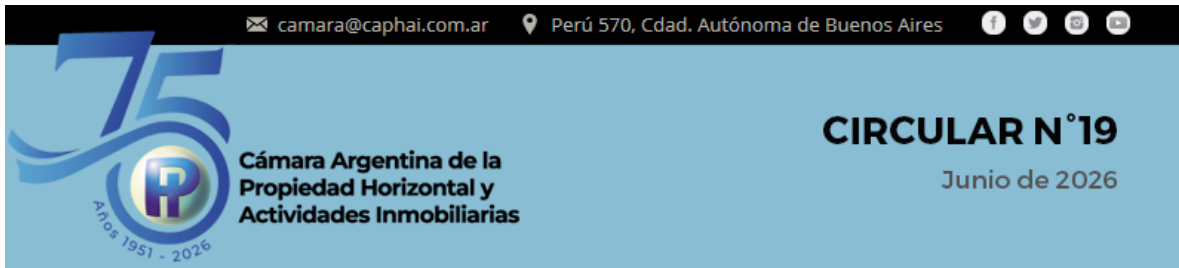 camara@caphai.com.ar Perú 570, Cdad. Autónoma de Buenos Aires
75
PH
Años 1951 - 2026
Cámara Argentina de la
Propiedad Horizontal y
Actividades Inmobiliarias
CIRCULAR N°19
Junio de 2026